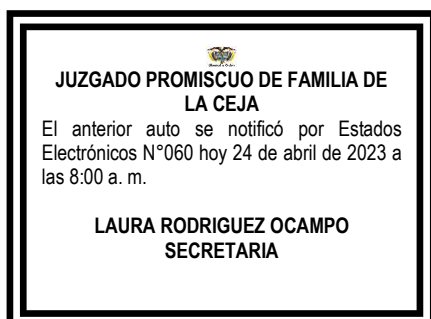 JUZGADO PROMISCUO DE FAMILIA DE
LA CEJA
El anterior auto se notificó por Estados
Electrónicos N°060 hoy 24 de abril de 2023 a
las 8:00 a. m.
LAURA RODRIGUEZ OCAMPO
SECRETARIA